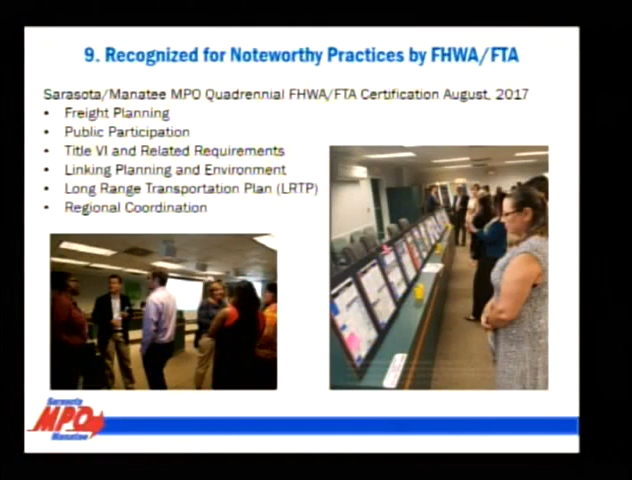 9. Recognized for Noteworthy Practices by FHWA/FTA
Sarasota/Manatee MPO Quadrennial FHWA/FTA Certification August, 2017
• Freight Planning
• Public Participation
• Title VI and Related Requirements
• Linking Planning and Environment
• Long Range Transportation Plan (LRTP)
• Regional Coordination
Sarasota
MPO
Manatee